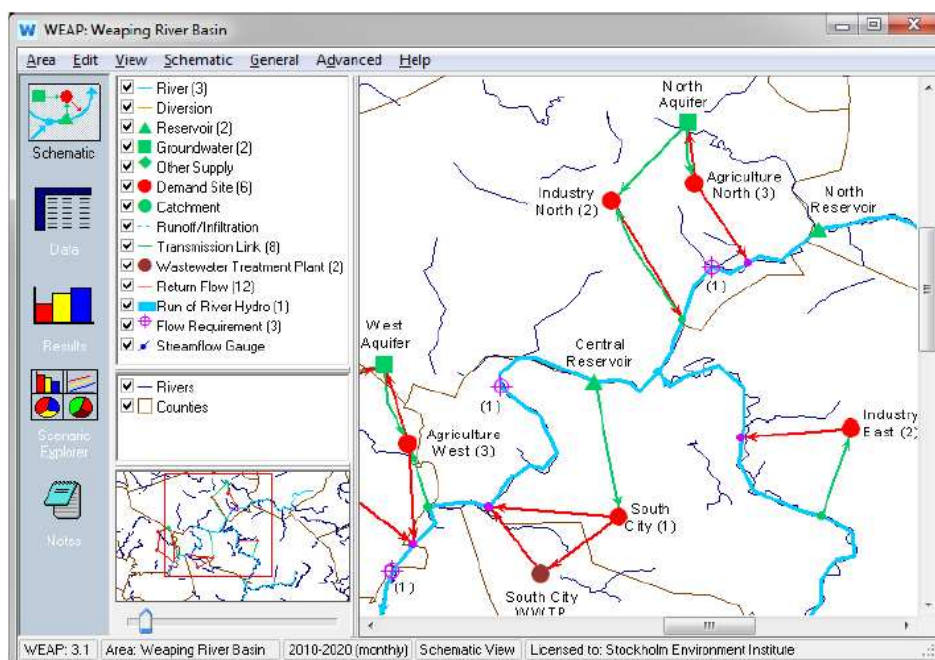 WEAP: Weaping River Basin
Area Edit View Schematic General Advanced Help
Schematic
Data
Results
Scenario
Explorer
Notes
River (3)
Diversion
Reservoir (2)
Groundwater (2)
Other Supply
Demand Site (6)
Catchment
Runoff/Infiltration
Transmission Link (8)
Wastewater Treatment Plant (2)
Return Flow (12)
Run of River Hydro (1)
Flow Requirement (3)
Streamflow Gauge
Rivers
Counties
North
Aquifer
Industry
North (2)
Agriculture
North (3)
North
Reservoir
(1)
West
Aquifer
Central
Reservoir
(1)
Agriculture
West (3)
Industry
East (2)
South
City (1)
(1)
South City
WWTP
WEAP: 3.1 Area: Weaping River Basin 2010-2020 (monthly) Schematic View Licensed to: Stockholm Environment Institute